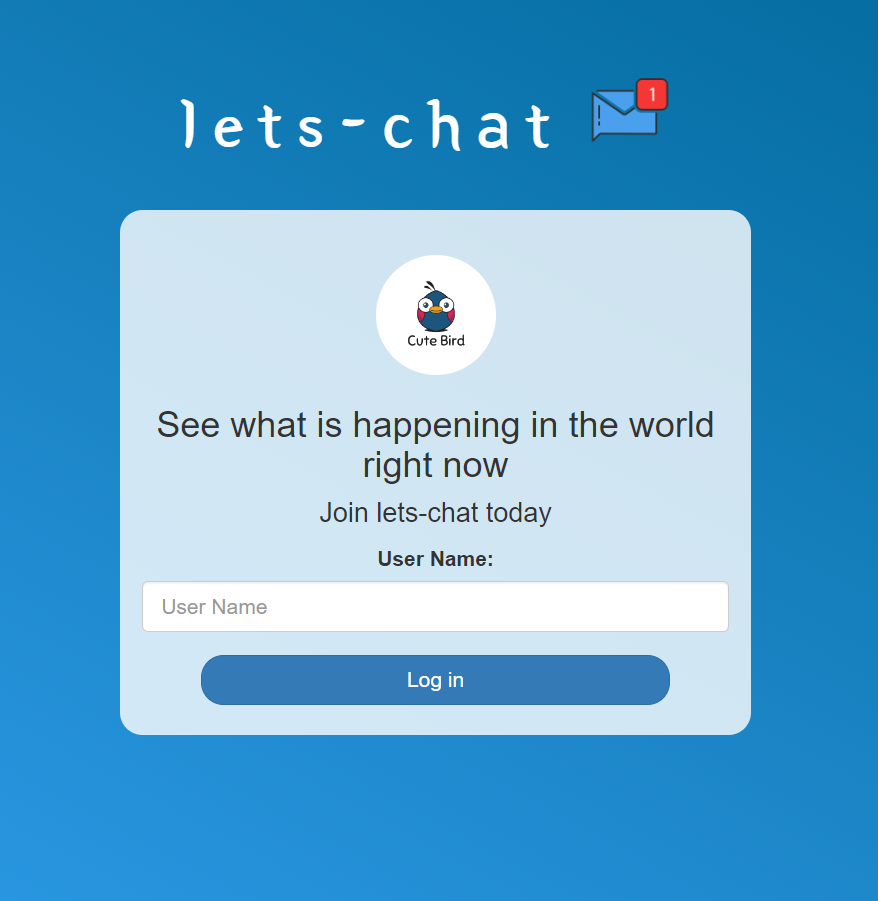 lets-chat
1
Cute Bird
See what is happening in the world
right now
Join lets-chat today
User Name:
User Name
Log in